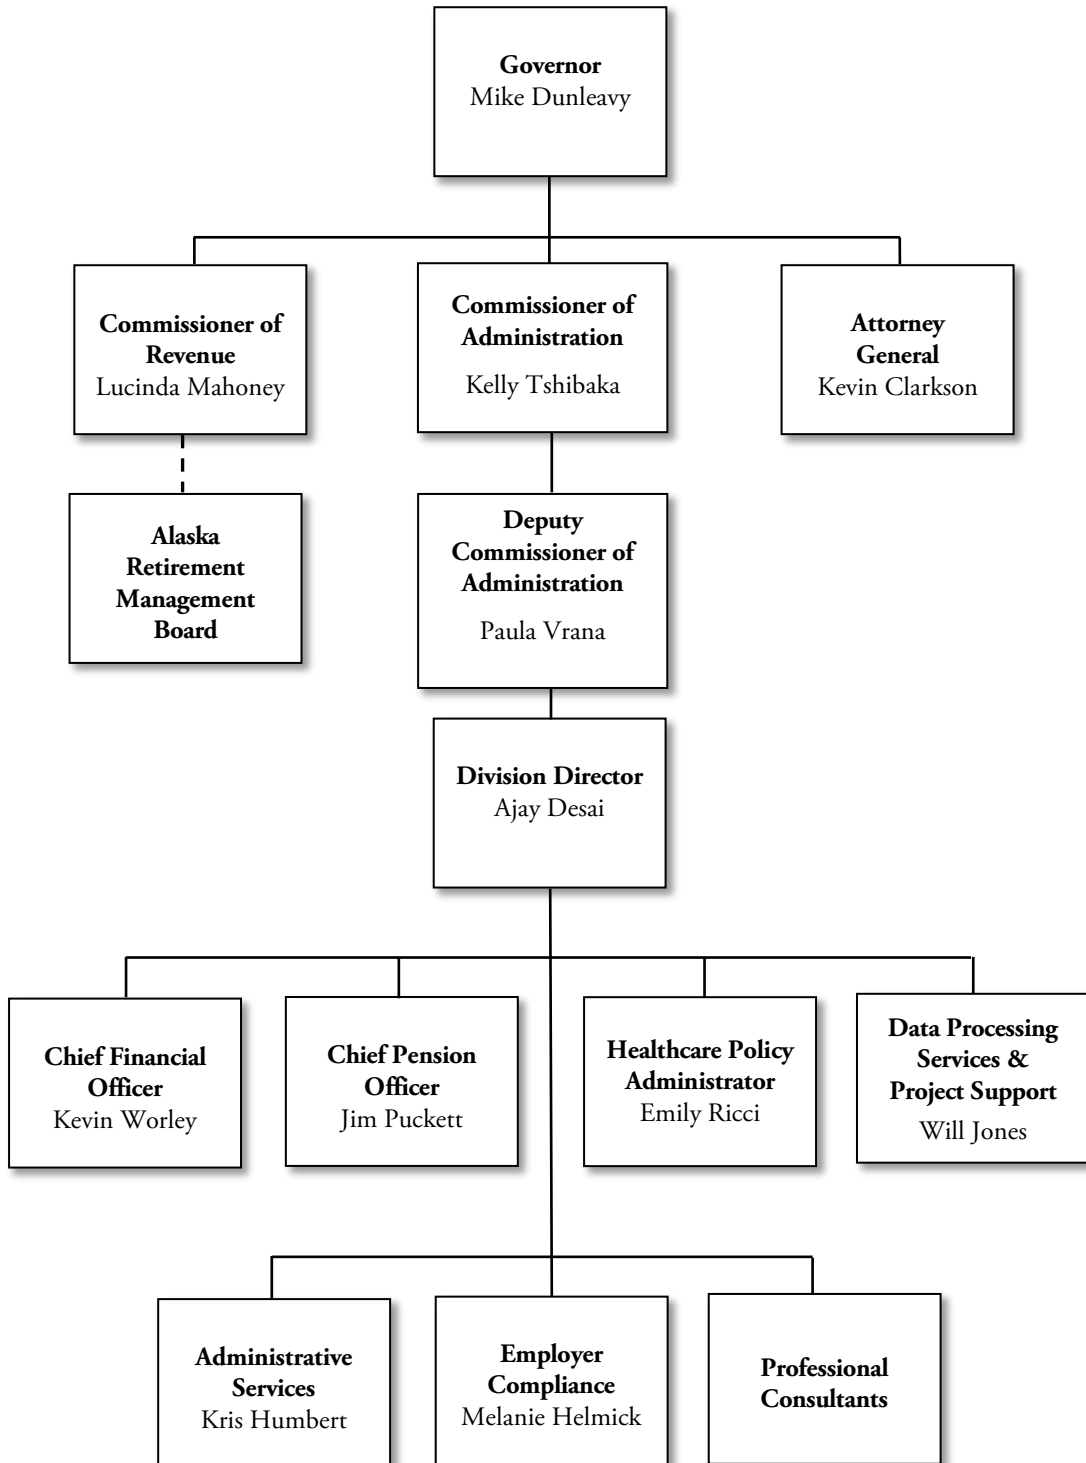 Governor
Mike Dunleavy
Commissioner of
Revenue
Lucinda Mahoney
Commissioner of
Administration
Kelly Tshibaka
Attorney
General
Kevin Clarkson
Alaska
Retirement
Management
Board
Deputy
Commissioner of
Administration
Paula Vrana
Division Director
Ajay Desai
Chief Financial
Officer
Kevin Worley
Chief Pension
Officer
Jim Puckett
Healthcare Policy
Administrator
Emily Ricci
Data Processing
Services &
Project Support
Will Jones
Administrative
Services
Kris Humbert
Employer
Compliance
Melanie Helmick
Professional
Consultants